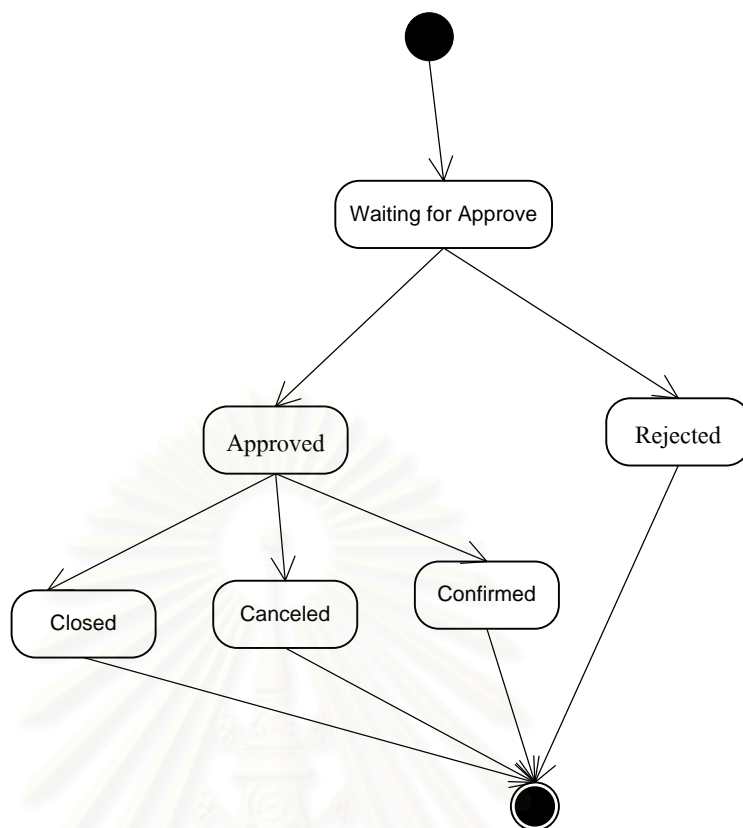 Waiting for Approve
Approved
Rejected
Closed
Canceled
Confirmed